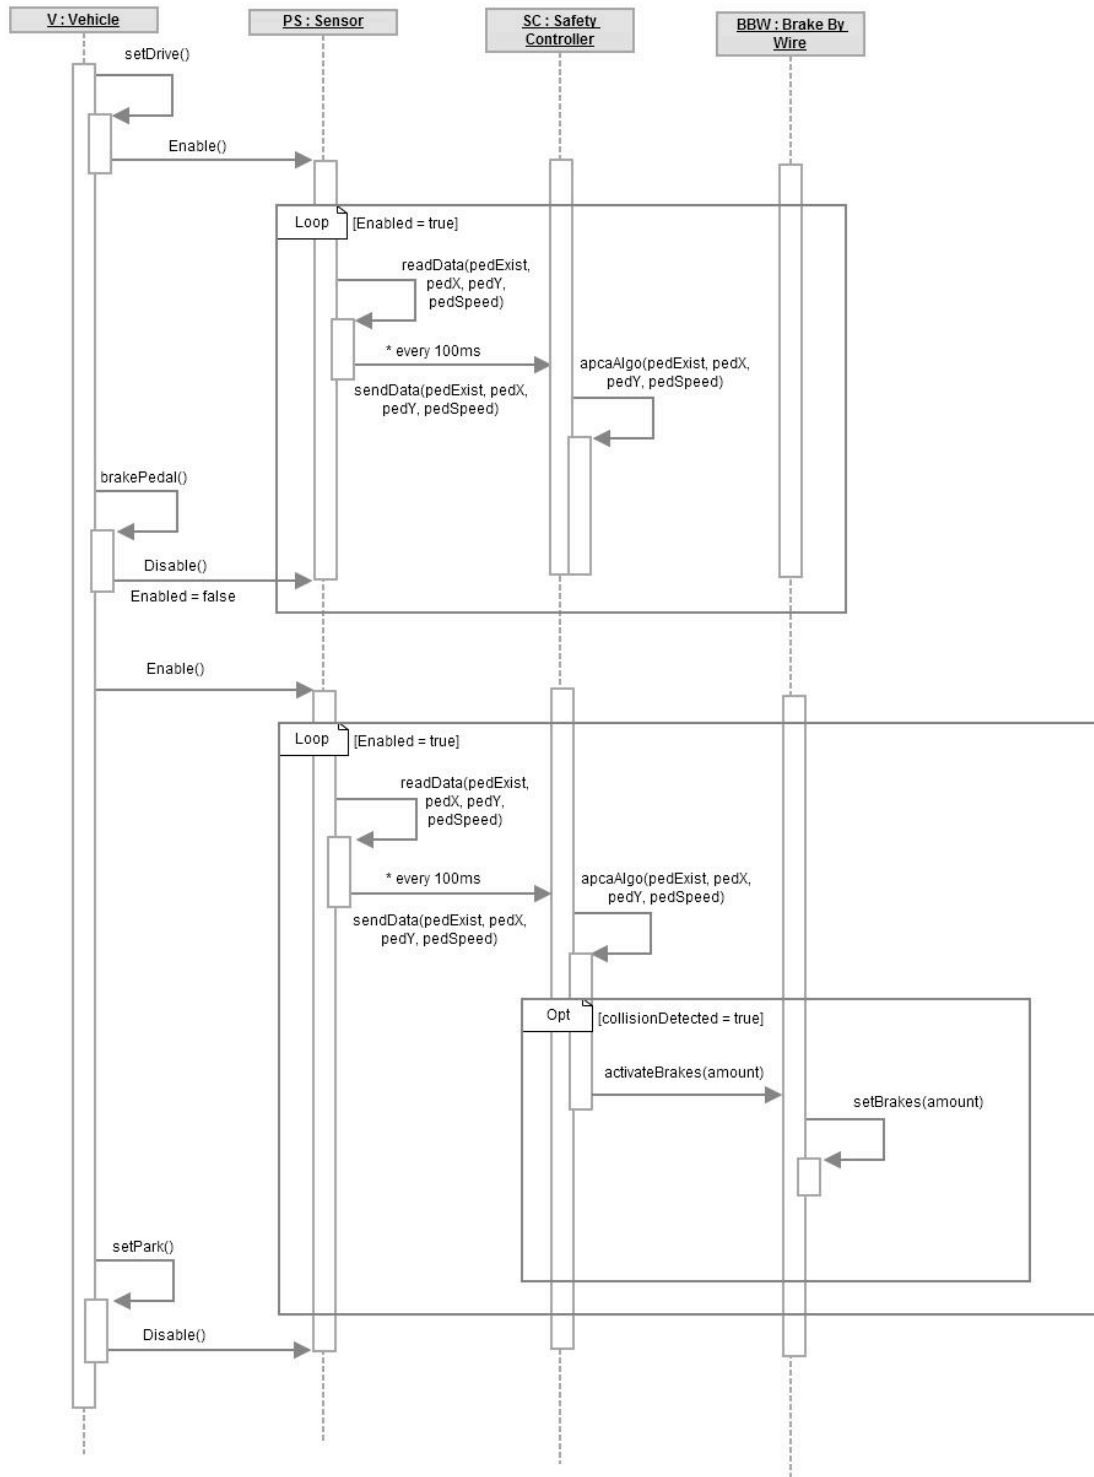 V : Vehicle
PS : Sensor
SC : Safety
Controller
BBW : Brake By
Wire
setDrive()
Enable()
Loop
[Enabled = true]
readData(pedExist,
pedX, pedY,
pedSpeed)
* every 100ms
sendData(pedExist, pedX,
pedY, pedSpeed)
apcaAlgo(pedExist, pedX,
pedY, pedSpeed)
brakePedal()
Disable()
Enabled = false
Enable()
Loop
[Enabled = true]
readData(pedExist,
pedX, pedY,
pedSpeed)
* every 100ms
sendData(pedExist, pedX,
pedY, pedSpeed)
apcaAlgo(pedExist, pedX,
pedY, pedSpeed)
Opt
[collisionDetected = true]
activateBrakes(amount)
setBrakes(amount)
setPark()
Disable()